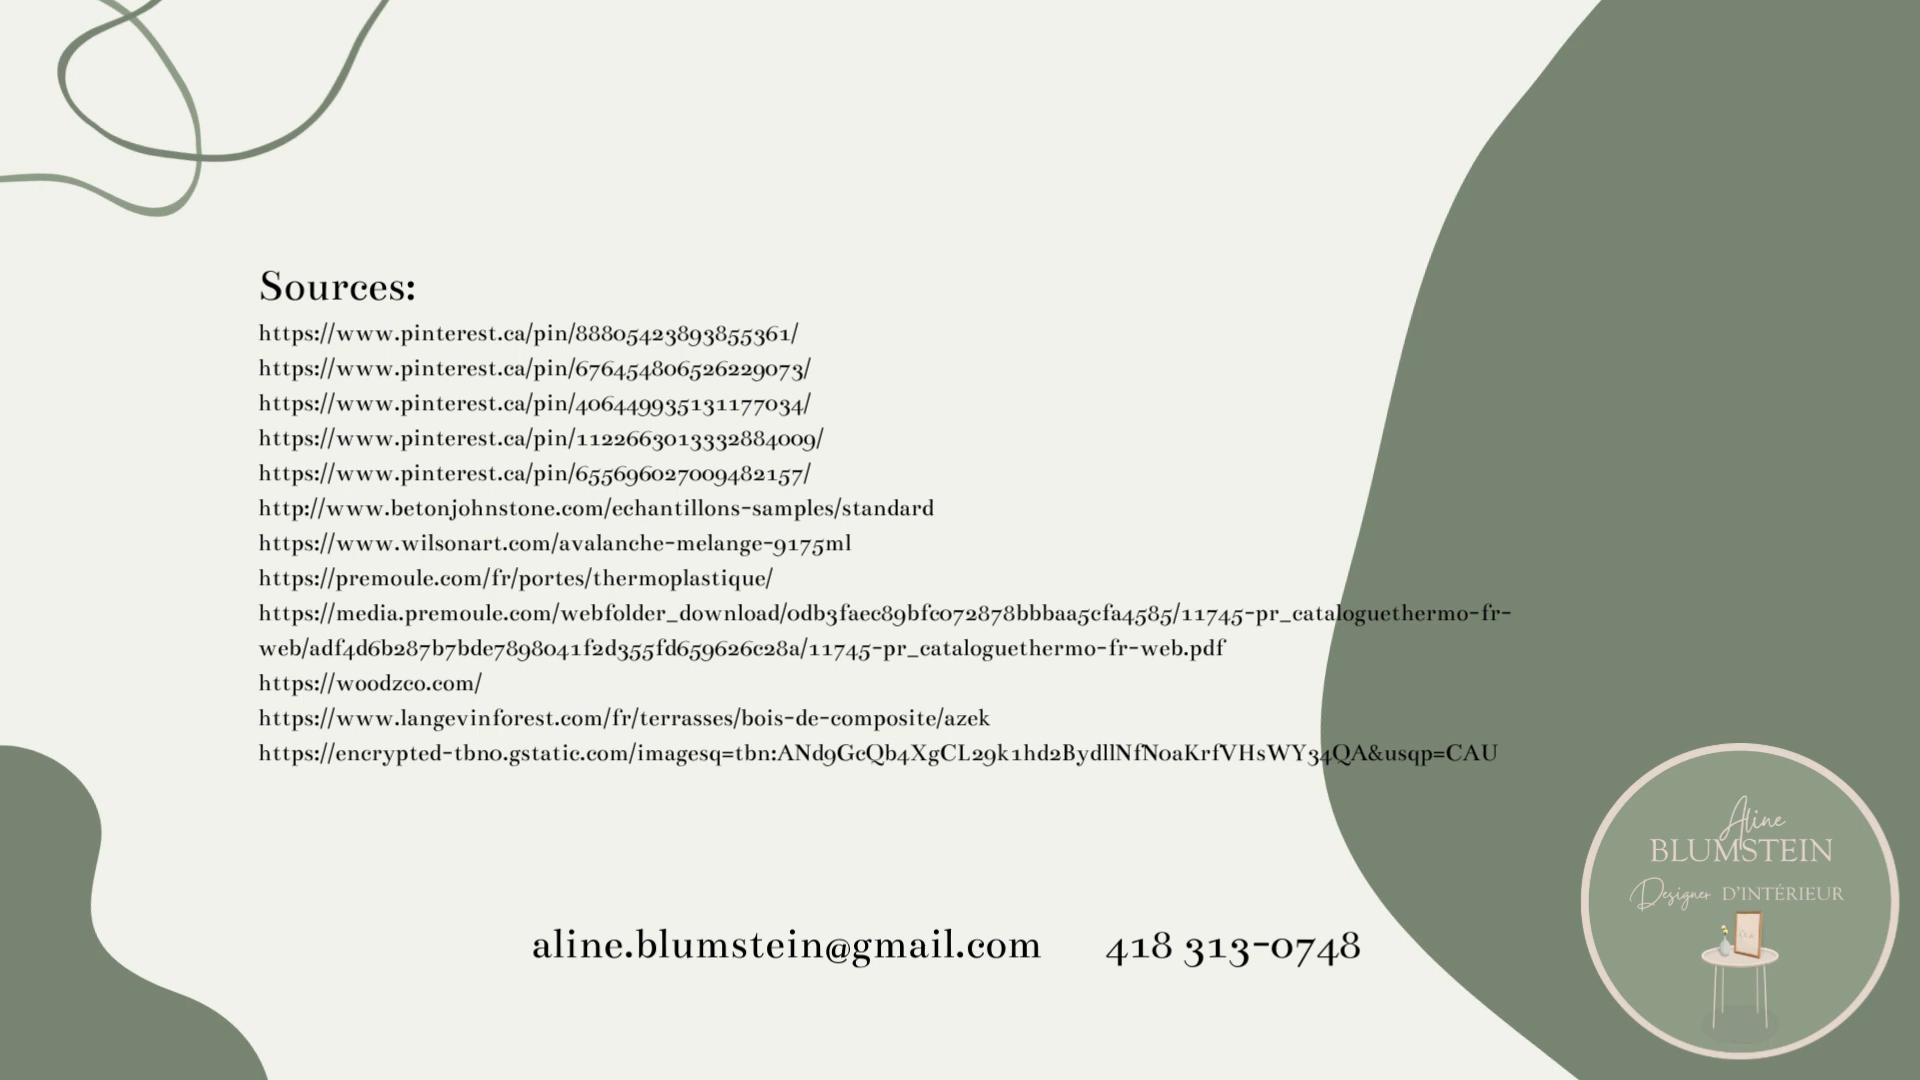 Sources:
https://www.pinterest.ca/pin/88805423893855361/
https://www.pinterest.ca/pin/676454806526229073/
https://www.pinterest.ca/pin/406449935131177034/
https://www.pinterest.ca/pin/1122663013332884009/
https://www.pinterest.ca/pin/655696027009482157/
http://www.betonjohnstone.com/echantillons-samples/standard
https://www.wilsonart.com/avalanche-melange-9175ml
https://premoule.com/fr/portes/thermoplastique/
https://media.premoule.com/webfolder_download/0db3faec89bfc072878bbbaa5cfa4585/11745-pr_cataloguethermo-fr-
web/adf4d6b287b7bde7898041f2d355fd659626c28a/11745-pr_cataloguethermo-fr-web.pdf
https://woodzco.com/
https://www.langevinforest.com/fr/terrasses/bois-de-composite/azek
https://encrypted-tbn0.gstatic.com/imagesq=tbn:ANd9GcQb4XgCL29k1hd2BydllNfNoaKrfVHsWY34QA&usqp=CAU
aline.blumstein@gmail.com 418 313-0748
Aline
BLUMSTEIN
Designer D'INTÉRIEUR